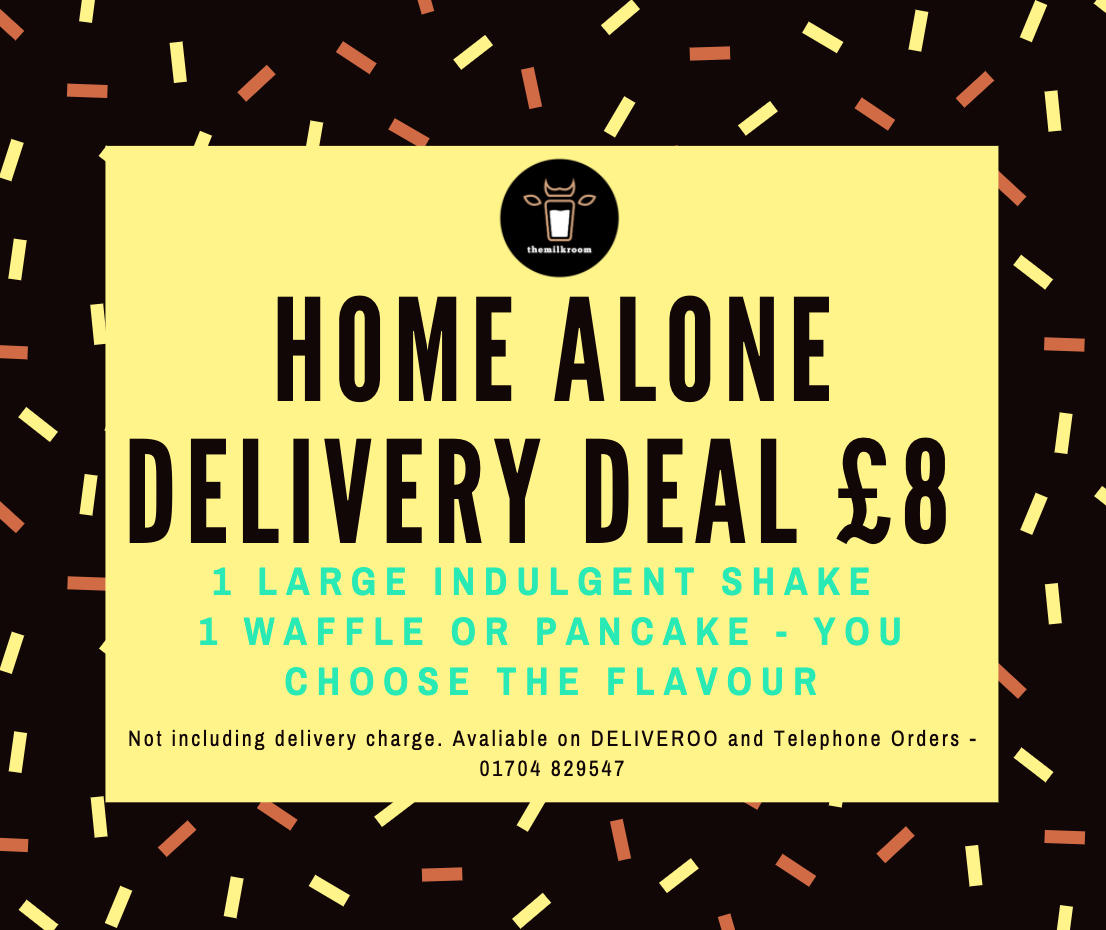 themilkroom
HOME ALONE
DELIVERY DEAL £8
1 LARGE INDULGENT SHAKE
1 WAFFLE OR PANCAKE - YOU
CHOOSE THE FLAVOUR
Not including delivery charge. Avaliable on DELIVEROO and Telephone Orders -
01704 829547